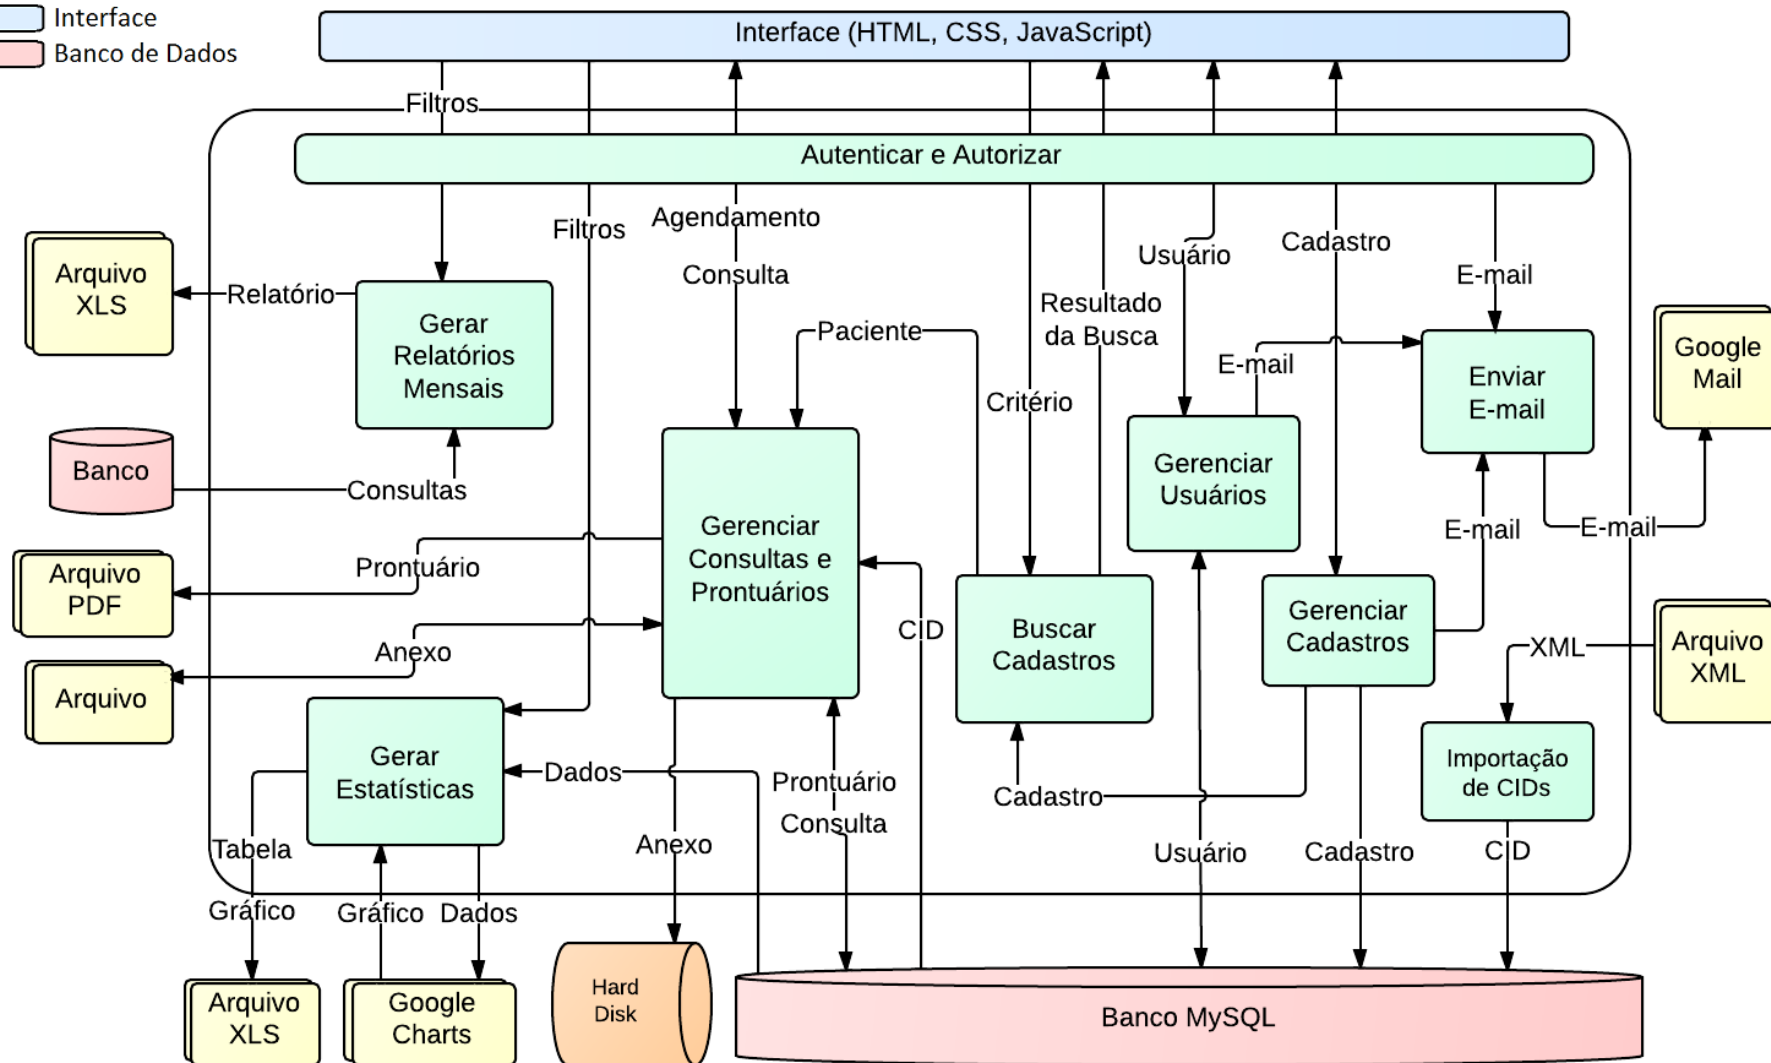 Interface
Banco de Dados
Interface (HTML, CSS, JavaScript)
Filtros
Autenticar e Autorizar
Filtros
Agendamento
Consulta
Usuário
Cadastro
E-mail
Arquivo
XLS
Relatório
Gerar
Relatórios
Mensais
Paciente
Resultado
da Busca
Critério
E-mail
Enviar
E-mail
Google
Mail
Banco
Consultas
Gerenciar
Usuários
E-mail
E-mail
Arquivo
PDF
Prontuário
Gerenciar
Consultas e
Prontuários
CID
Buscar
Cadastros
Gerenciar
Cadastros
XML
Arquivo
XML
Anexo
Arquivo
Gerar
Estatísticas
Dados
Prontuário
Consulta
Cadastro
Importação
de CIDs
Tabela
Anexo
Usuário
Cadastro
CID
Gráfico
Gráfico
Dados
Arquivo
XLS
Google
Charts
Hard
Disk
Banco MySQL